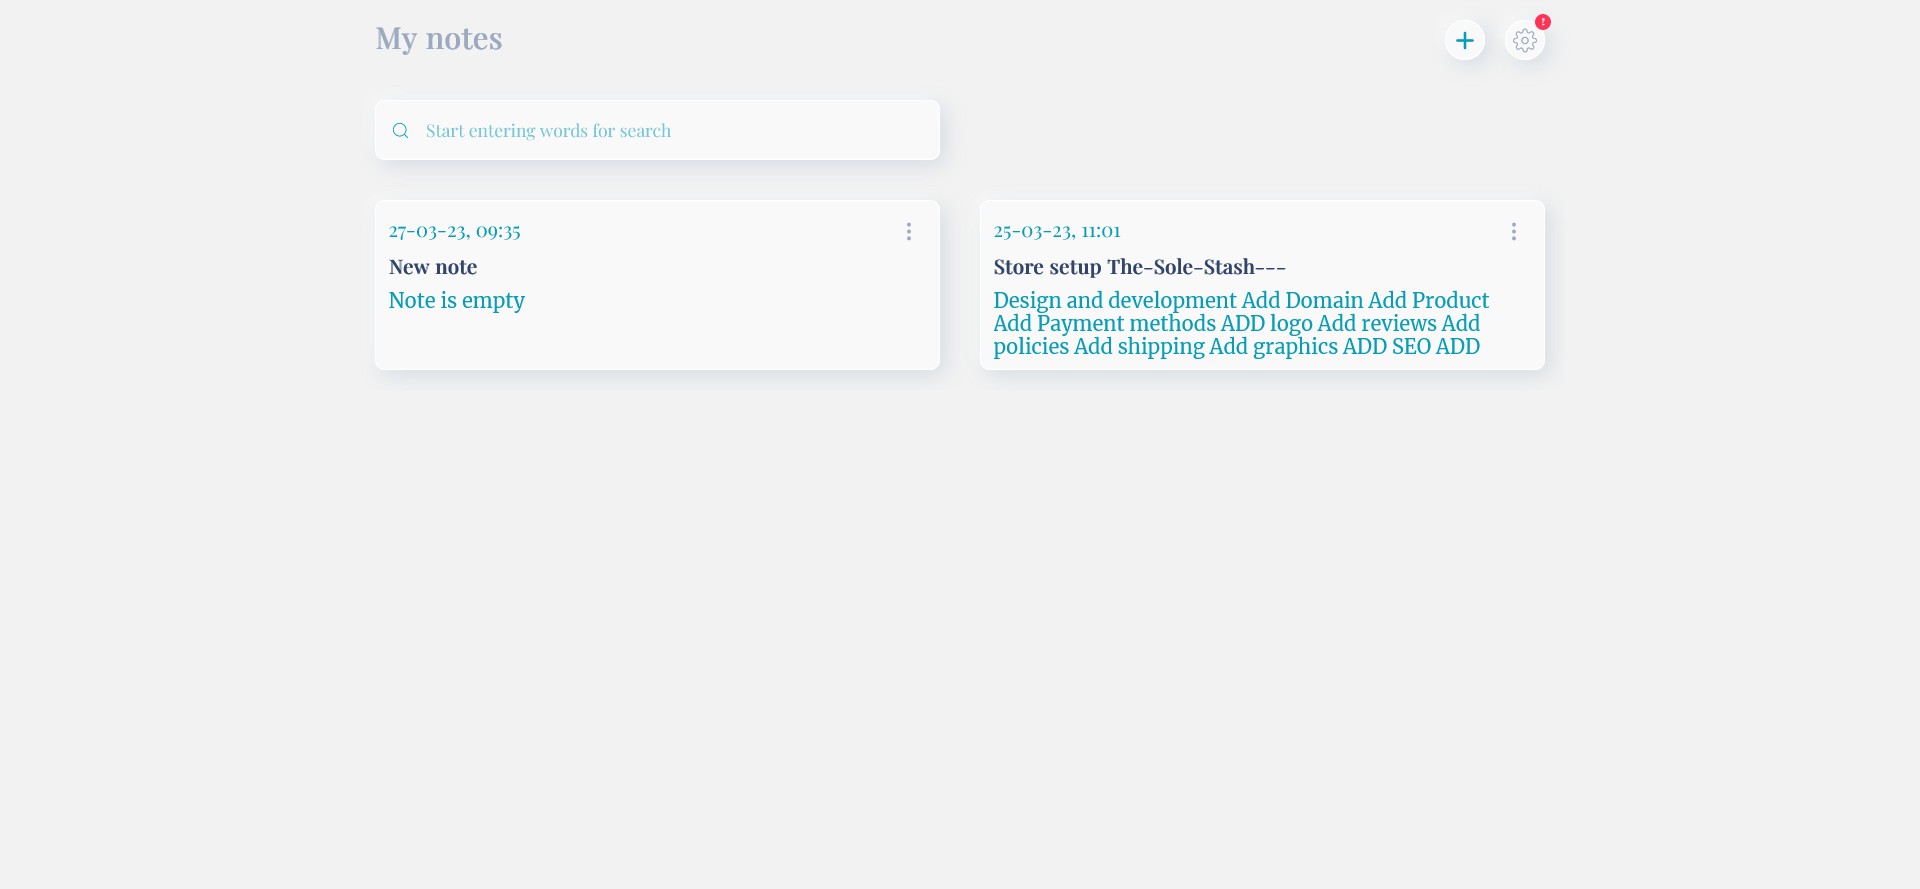 My notes
!
Start entering words for search
27-03-23, 09:35
New note
Note is empty
25-03-23, 11:01
Store setup The-Sole-Stash---
Design and development Add Domain Add Product
Add Payment methods ADD logo Add reviews Add
policies Add shipping Add graphics ADD SEO ADD